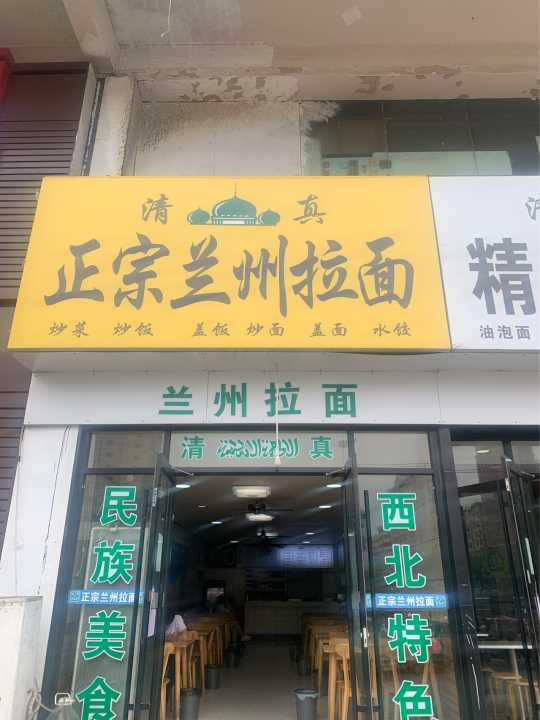 清 真
正宗兰州拉面
炒菜 炒饭 盖饭 炒面 盖面 水饺
精
油泡面
兰州拉面
清 真
民族美食
西北特色
正宗兰州拉面
正宗兰州拉面